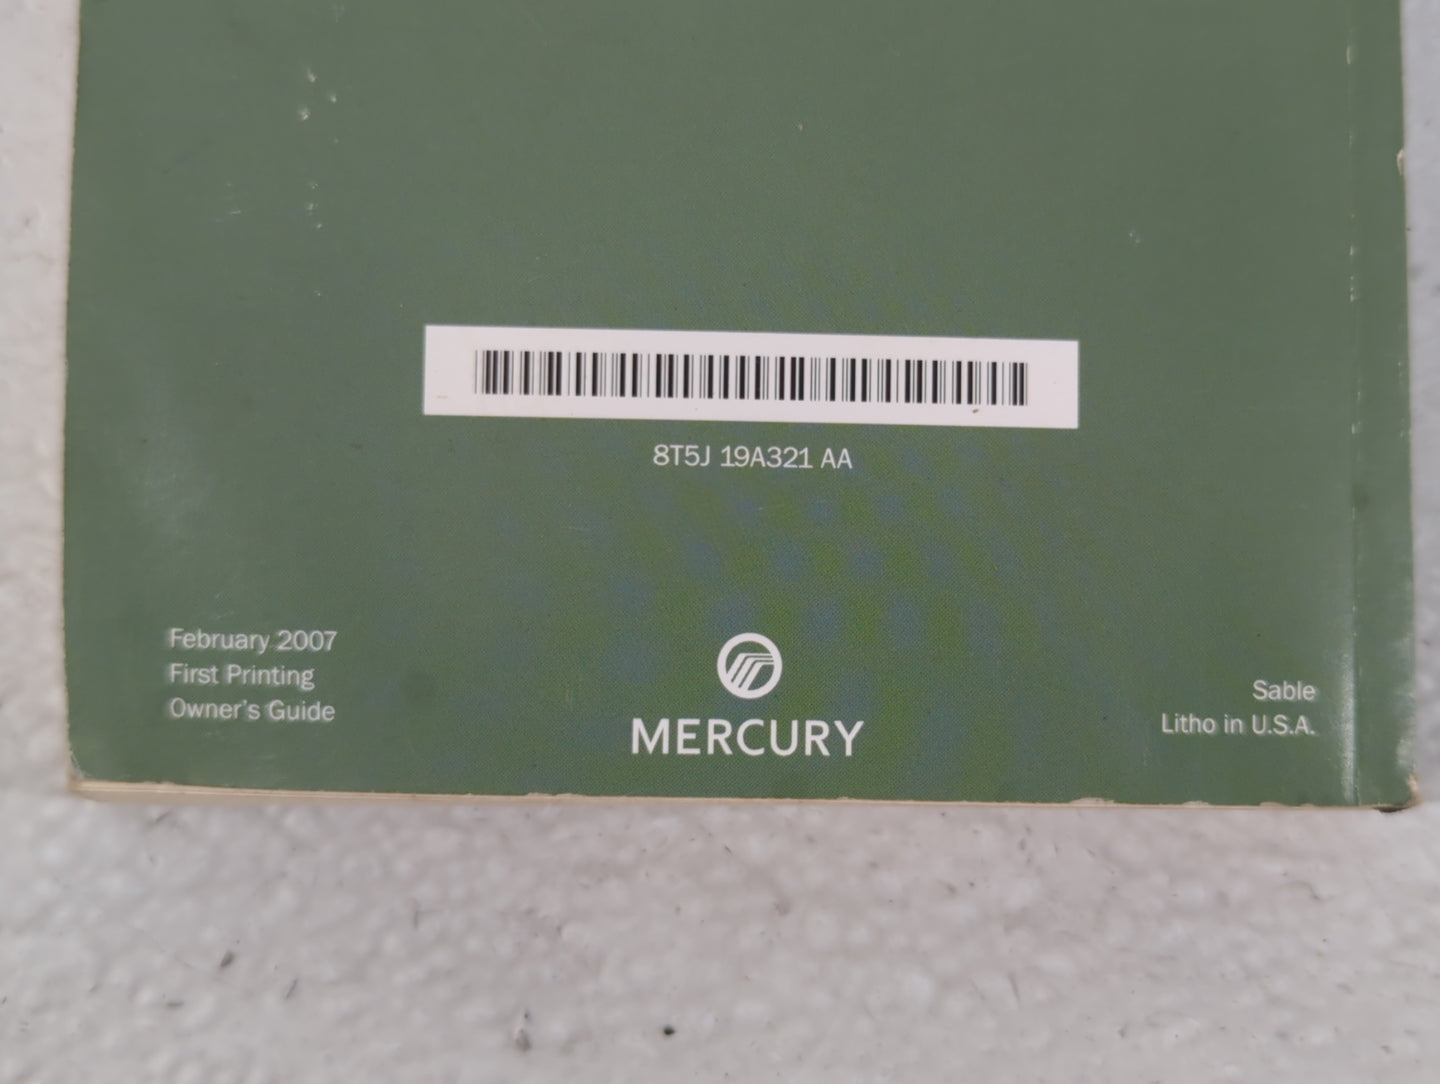 8T5J 19A321 AA
February 2007
First Printing
Owner's Guide
MERCURY
Sable
Litho in U.S.A.